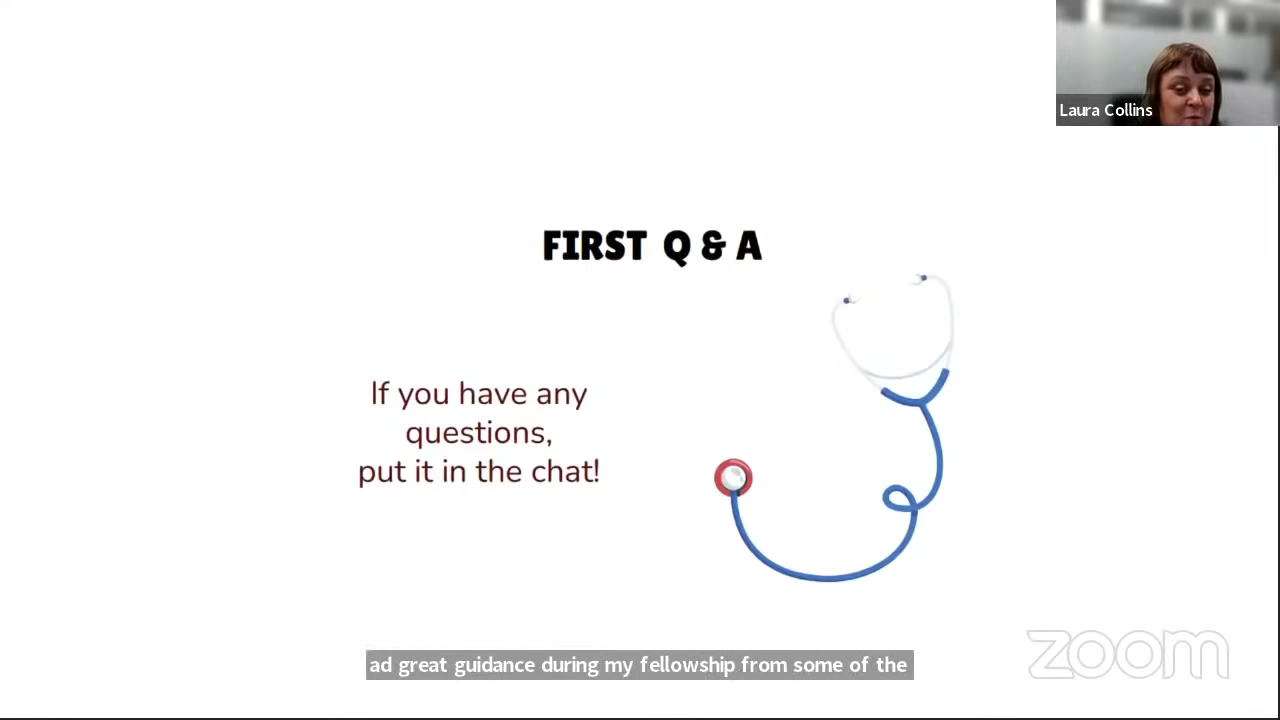 Laura Collins
FIRST Q & A
If you have any
questions,
put it in the chat!
ad great guidance during my fellowship from some of the
zoom